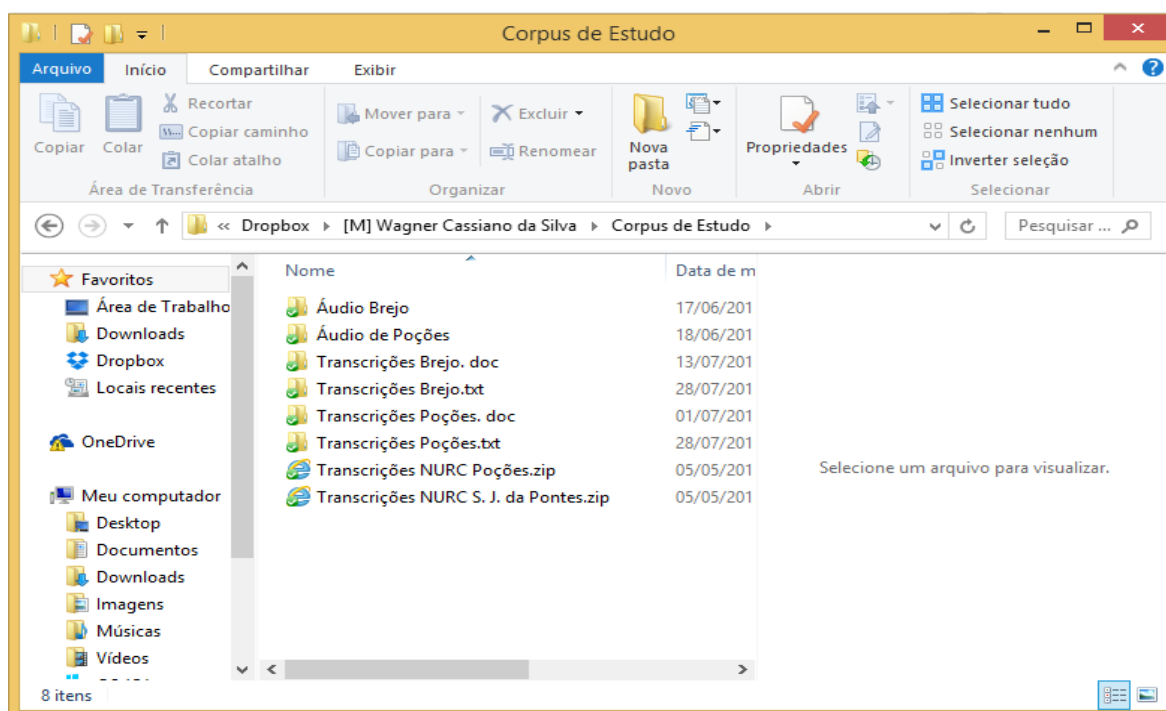 Corpus de Estudo
Arquivo Início Compartilhar Exibir
Copiar
Colar
Recortar
Copiar caminho
Colar atalho
Área de Transferência
Mover para
Copiar para
Excluir
Renomear
Organizar
Nova
pasta
Novo
Propriedades
Abrir
Selecionar tudo
Selecionar nenhum
Inverter seleção
Selecionar
« Dropbox [M] Wagner Cassiano da Silva Corpus de Estudo
Pesquisar ...
Favoritos
Área de Trabalho
Downloads
Dropbox
Locais recentes
OneDrive
Meu computador
Desktop
Documentos
Downloads
Imagens
Músicas
Vídeos
Nome Data de m
Áudio Brejo 17/06/201
Áudio de Poções 18/06/201
Transcrições Brejo. doc 13/07/201
Transcrições Brejo.txt 28/07/201
Transcrições Poções. doc 01/07/201
Transcrições Poções.txt 28/07/201
Transcrições NURC Poções.zip 05/05/201
Transcrições NURC S. J. da Pontes.zip 05/05/201
Selecione um arquivo para visualizar.
8 itens